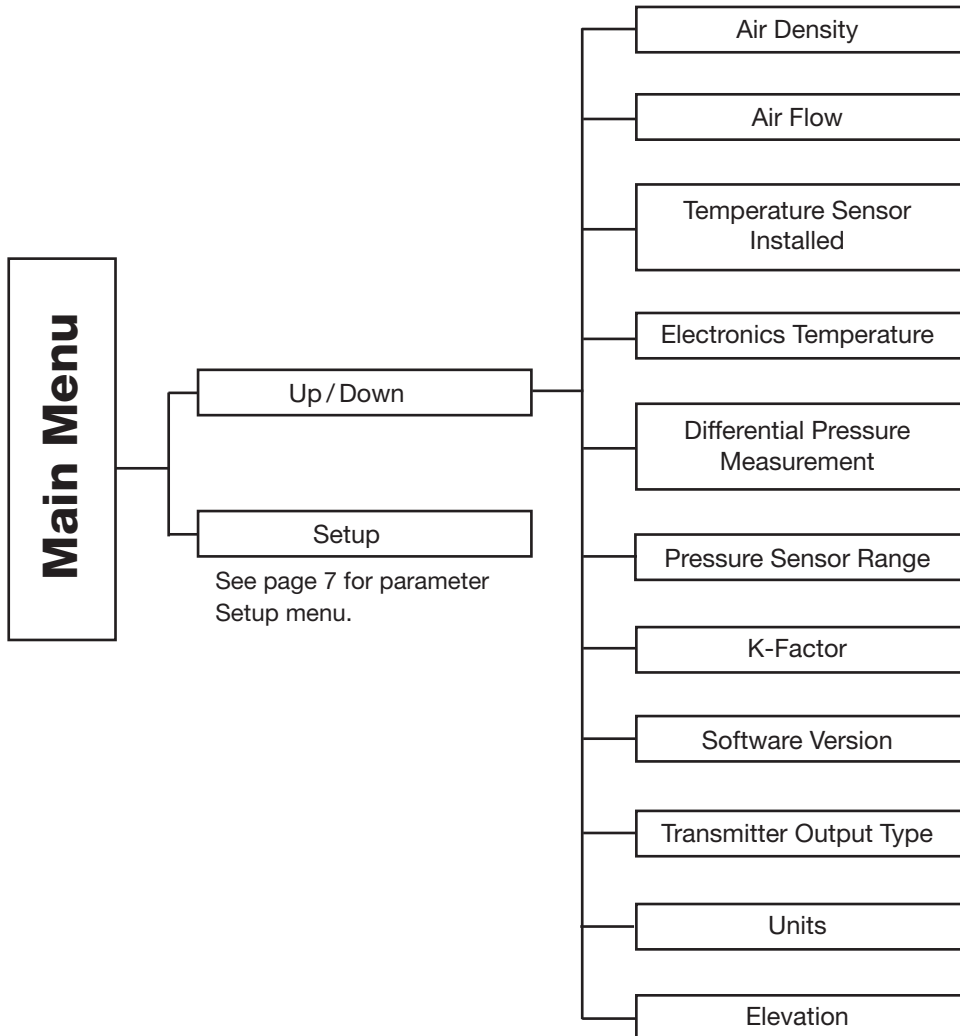 Main Menu
Up / Down
Setup
See page 7 for parameter
Setup menu.
Air Density
Air Flow
Temperature Sensor
Installed
Electronics Temperature
Differential Pressure
Measurement
Pressure Sensor Range
K-Factor
Software Version
Transmitter Output Type
Units
Elevation